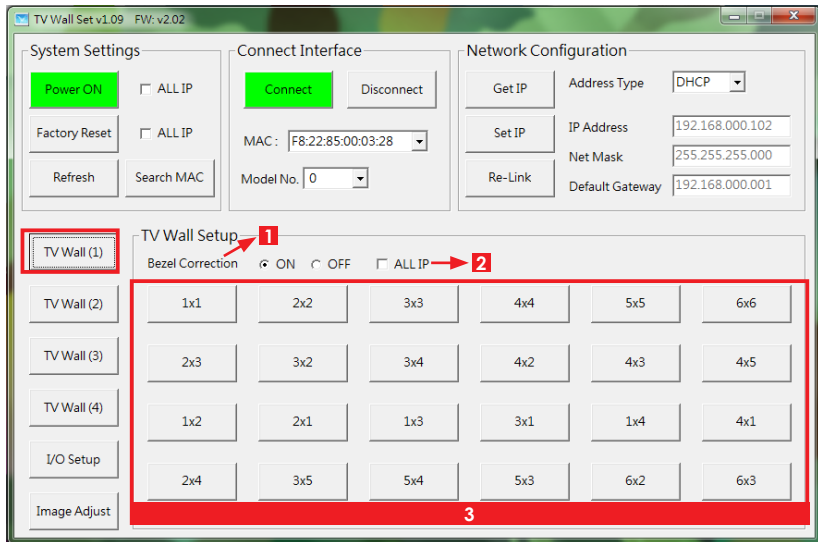 TV Wall Set v1.09 FW: v2.02
System Settings
Power ON ALL IP
Factory Reset ALL IP
Refresh Search MAC
Connect Interface
Connect Disconnect
MAC : F8:22:85:00:03:28
Model No. 0
Network Configuration
Get IP Address Type DHCP
Set IP IP Address 192.168.000.102
Net Mask 255.255.255.000
Re-Link Default Gateway 192.168.000.001
TV Wall (1)
TV Wall (2)
TV Wall (3)
TV Wall (4)
I/O Setup
Image Adjust
TV Wall Setup 1
Bezel Correction ON OFF ALL IP 2
1x1 2x2 3x3 4x4 5x5 6x6
2x3 3x2 3x4 4x2 4x3 4x5
1x2 2x1 1x3 3x1 1x4 4x1
2x4 3x5 5x4 5x3 6x2 6x3
3